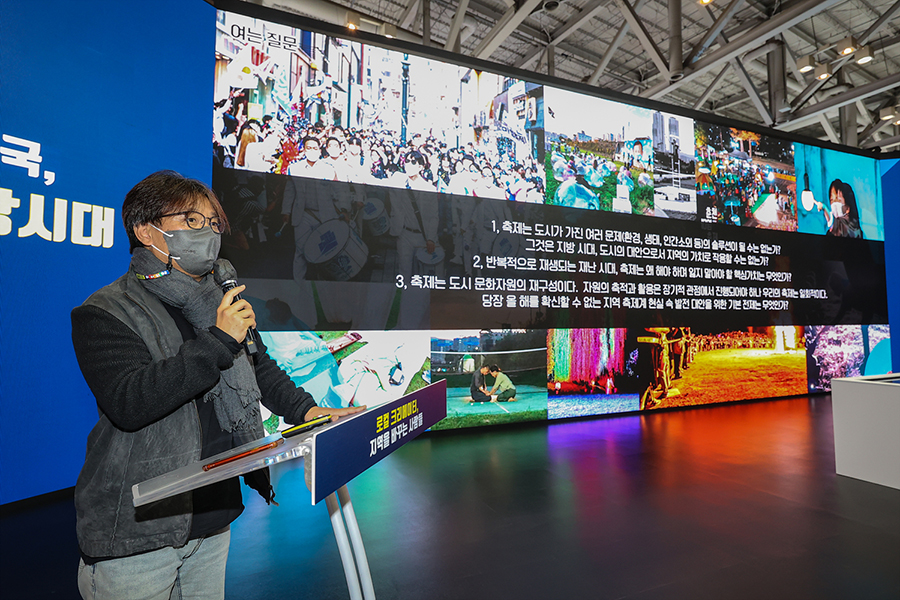 국,
방시대
여는 질문
순천
1, 축제는 도시가 가진 여러 문제(환경, 생태, 인간소외 등)의 솔루션이 될 수는 없는가?
그것은 지방 시대, 도시의 대안으로서 지역의 가치로 작용할 수는 없는가?
2, 반복적으로 재생되는 재난 시대, 축제는 왜 해야 하며 잃지 말아야 할 핵심가치는 무엇인가?
3, 축제는 도시 문화자원의 재구성이다. 자원의 축적과 활용은 장기적 관점에서 진행되어야 해나 우리의 축제는 일회적이다.
당장 올 해를 확신할 수 없는 지역 축제계 현실 속 발전 대안을 위한 기본 전제는 무엇인가?
로컬 크리에이터,
지역을 바꾸는 사람들